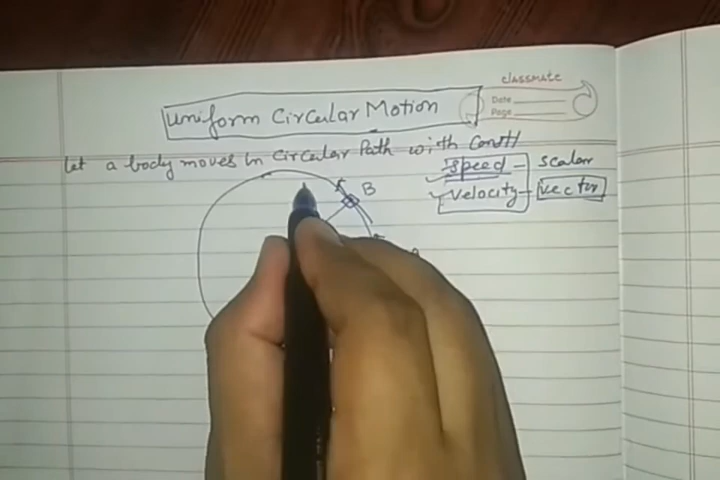 classmate
Date
Page
Uniform Circular Motion
Let a body moves in Circular Path with Const
speed - scalar
velocity - vector
B